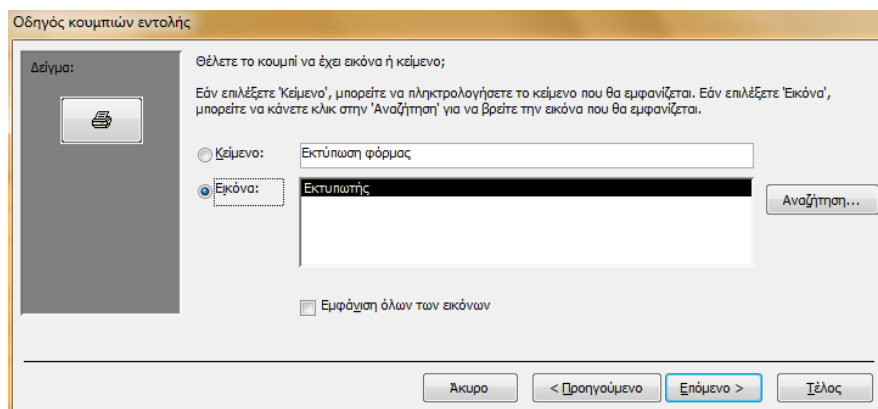 Οδηγός κουμπιών εντολής
Δείγμα:
Θέλετε το κουμπί να έχει εικόνα ή κείμενο;
Εάν επιλέξετε 'Κείμενο', μπορείτε να πληκτρολογήσετε το κείμενο που θα εμφανίζεται. Εάν επιλέξετε 'Εικόνα',
μπορείτε να κάνετε κλικ στην 'Αναζήτηση' για να βρείτε την εικόνα που θα εμφανίζεται.
Κείμενο: Εκτύπωση φόρμας
Εικόνα: Εκτυπωτής
Αναζήτηση...
Εμφάνιση όλων των εικόνων
Άκυρο < Προηγούμενο Επόμενο > Τέλος